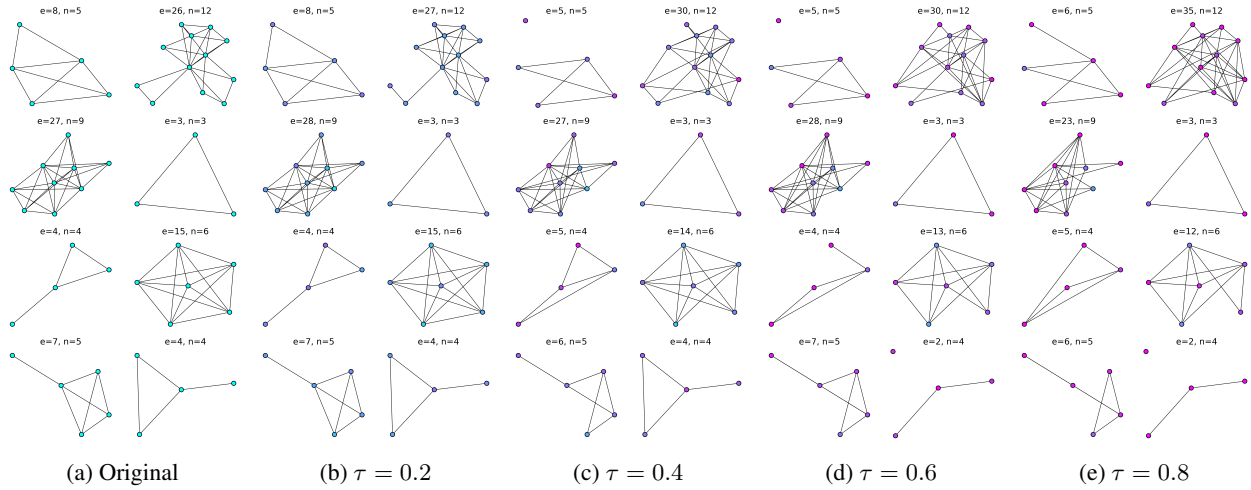 e=8, n=5 e=26, n=12 e=8, n=5 e=27, n=12 e=5, n=5 e=30, n=12 e=5, n=5 e=30, n=12 e=6, n=5 e=35, n=12
e=27, n=9 e=3, n=3 e=28, n=9 e=3, n=3 e=27, n=9 e=3, n=3 e=28, n=9 e=3, n=3 e=23, n=9 e=3, n=3
e=4, n=4 e=15, n=6 e=4, n=4 e=15, n=6 e=5, n=4 e=14, n=6 e=4, n=4 e=13, n=6 e=5, n=4 e=12, n=6
e=7, n=5 e=4, n=4 e=7, n=5 e=4, n=4 e=6, n=5 e=4, n=4 e=7, n=5 e=2, n=4 e=6, n=5 e=2, n=4
(a) Original (b) τ = 0.2 (c) τ = 0.4 (d) τ = 0.6 (e) τ = 0.8